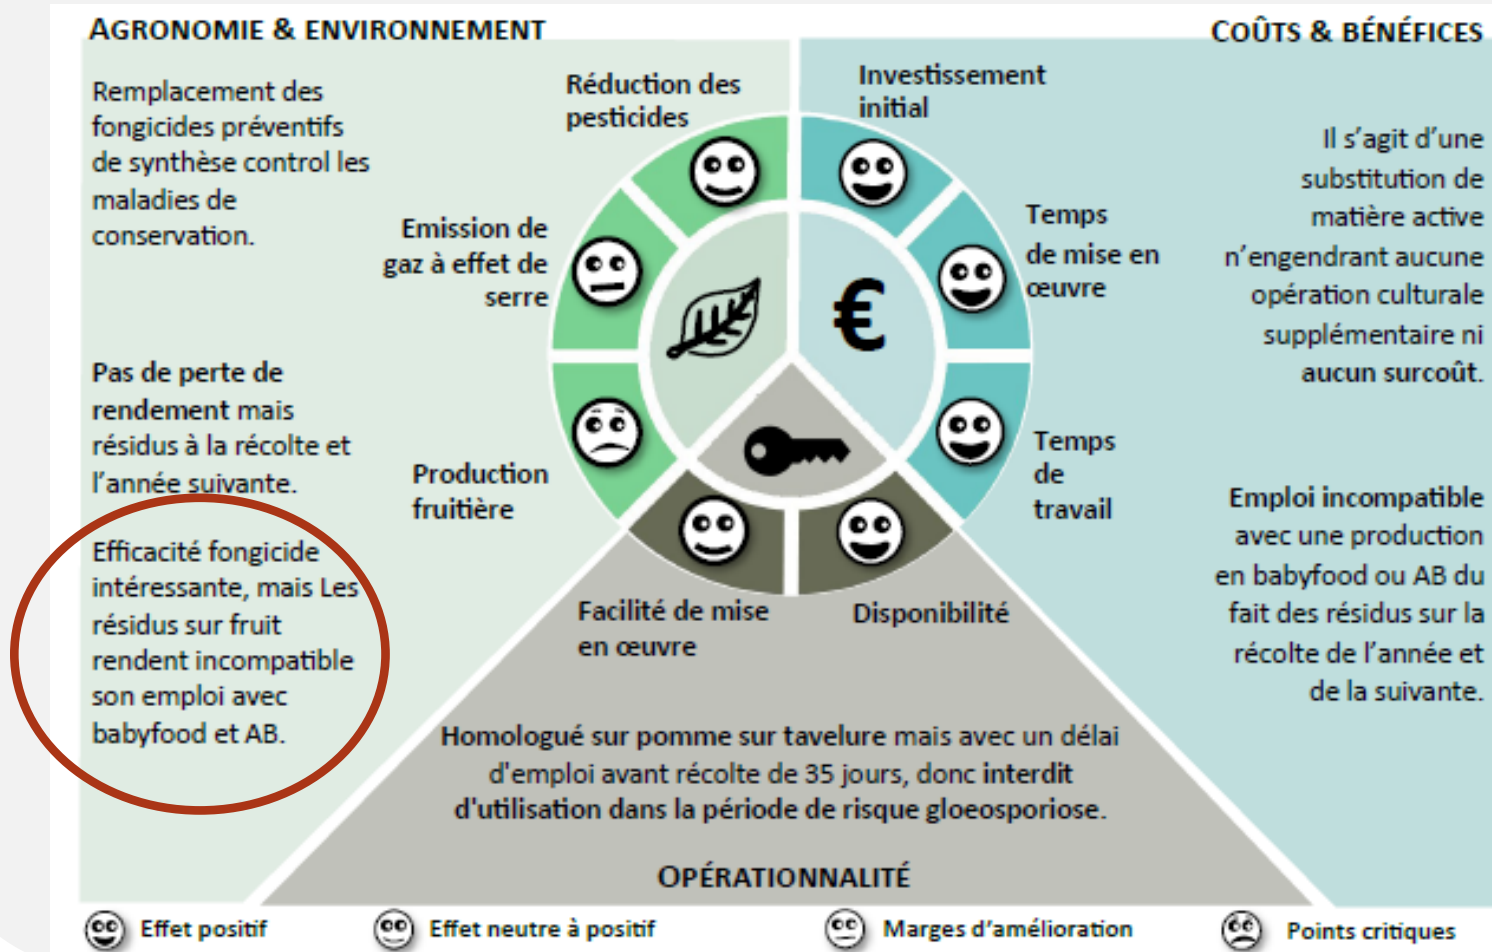 AGRONOMIE & ENVIRONNEMENT
Remplacement des
fongicides préventifs
de synthèse control les
maladies de
conservation.
Pas de perte de
rendement mais
résidus à la récolte et
l'année suivante.
Efficacité fongicide
intéressante, mais Les
résidus sur fruit
rendent incompatible
son emploi avec
babyfood et AB.
Réduction des
pesticides
Emission de
gaz à effet de
serre
Production
fruitière
COÛTS & BÉNÉFICES
Investissement
initial
Temps
de mise en
œuvre
Temps
de
travail
€
Il s'agit d'une
substitution de
matière active
n'engendrant aucune
opération culturale
supplémentaire ni
aucun surcoût.
Emploi incompatible
avec une production
en babyfood ou AB du
fait des résidus sur la
récolte de l'année et
de la suivante.
Facilité de mise
en œuvre
Disponibilité
Homologué sur pomme sur tavelure mais avec un délai
d'emploi avant récolte de 35 jours, donc interdit
d'utilisation dans la période de risque gloeosporiose.
OPÉRATIONNALITÉ
Effet positif
Effet neutre à positif
Marges d'amélioration
Points critiques